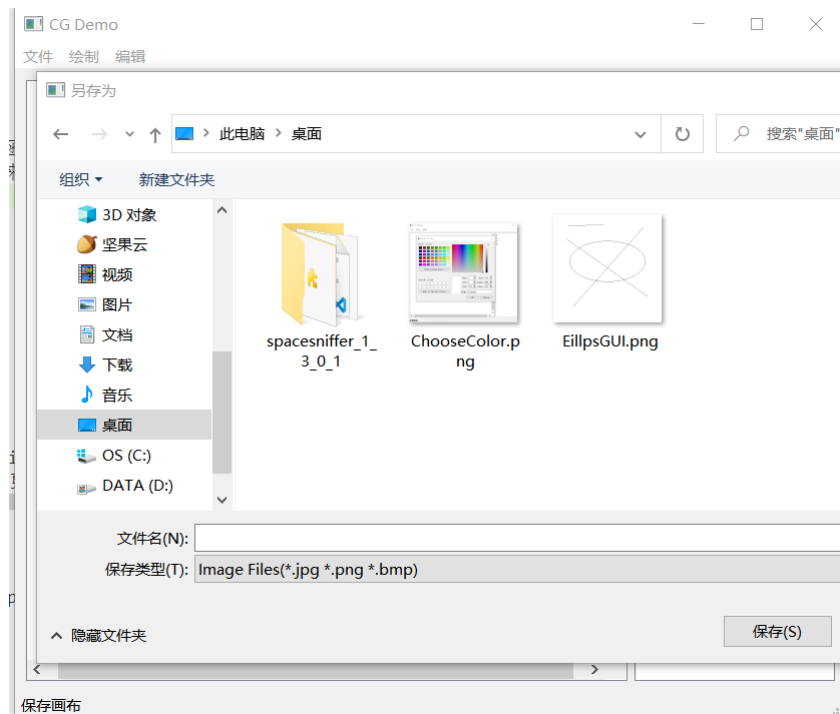 CG Demo
文件 绘制 编辑
另存为
此电脑 桌面
搜索"桌面"
组织 新建文件夹
3D 对象
坚果云
视频
图片
文档
下载
音乐
桌面
OS (C:)
DATA (D:)
spacesniffer_1_
3_0_1
ChooseColor.p
ng
EillpsGUI.png
文件名(N):
保存类型(T): Image Files(*.jpg *.png *.bmp)
隐藏文件夹
保存(S)
保存画布